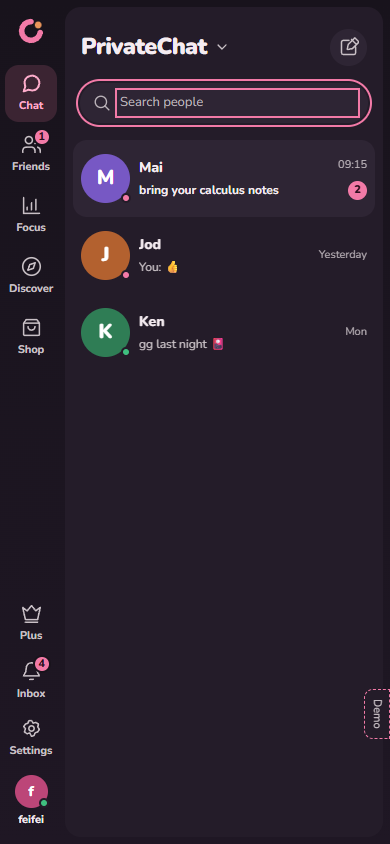 PrivateChat
Chat
Search people
1
Friends
Focus
Discover
Shop
M
Mai
09:15
bring your calculus notes
2
J
Jod
Yesterday
You: 👍
K
Ken
Mon
gg last night 🎴
Plus
4
Inbox
Settings
f
feifei
Demo